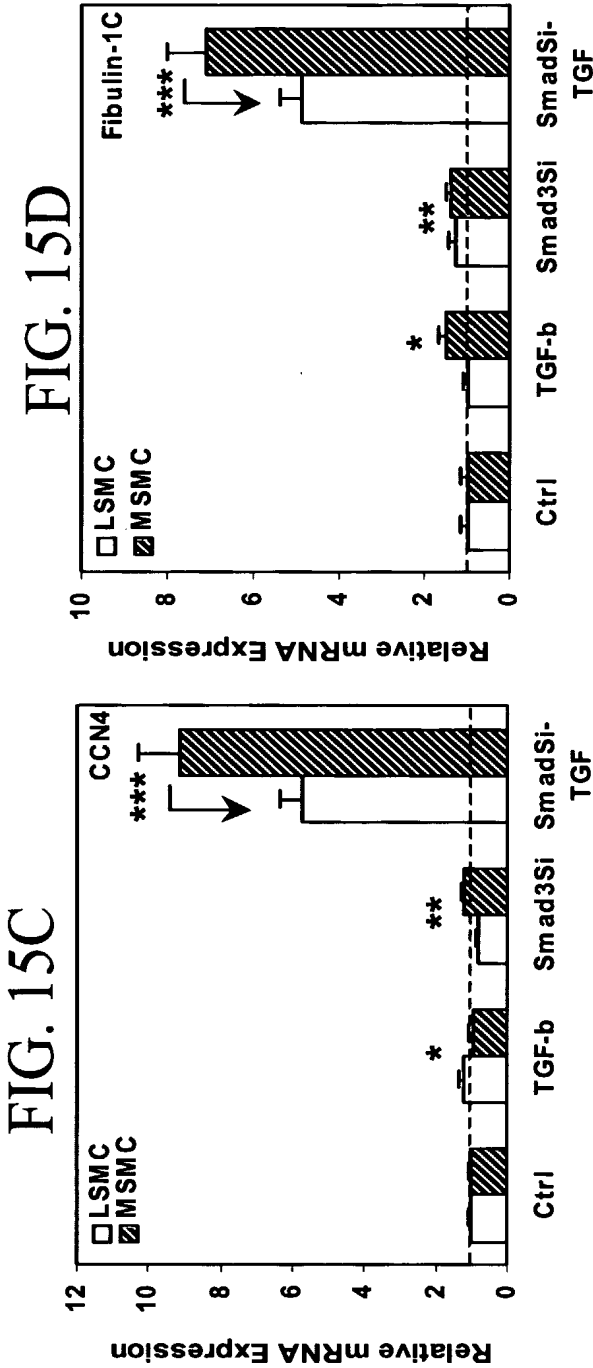 FIG. 15C
CCN4
LSMC
MSMC
Relative mRNA Expression
12
10
8
6
4
2
0
*
**
***
Ctrl
TGF-b
Smad3Si
SmadSi-
TGF
FIG. 15D
Fibulin-1C
LSMC
MSMC
Relative mRNA Expression
10
8
6
4
2
0
*
**
***
Ctrl
TGF-b
Smad3Si
SmadSi-
TGF